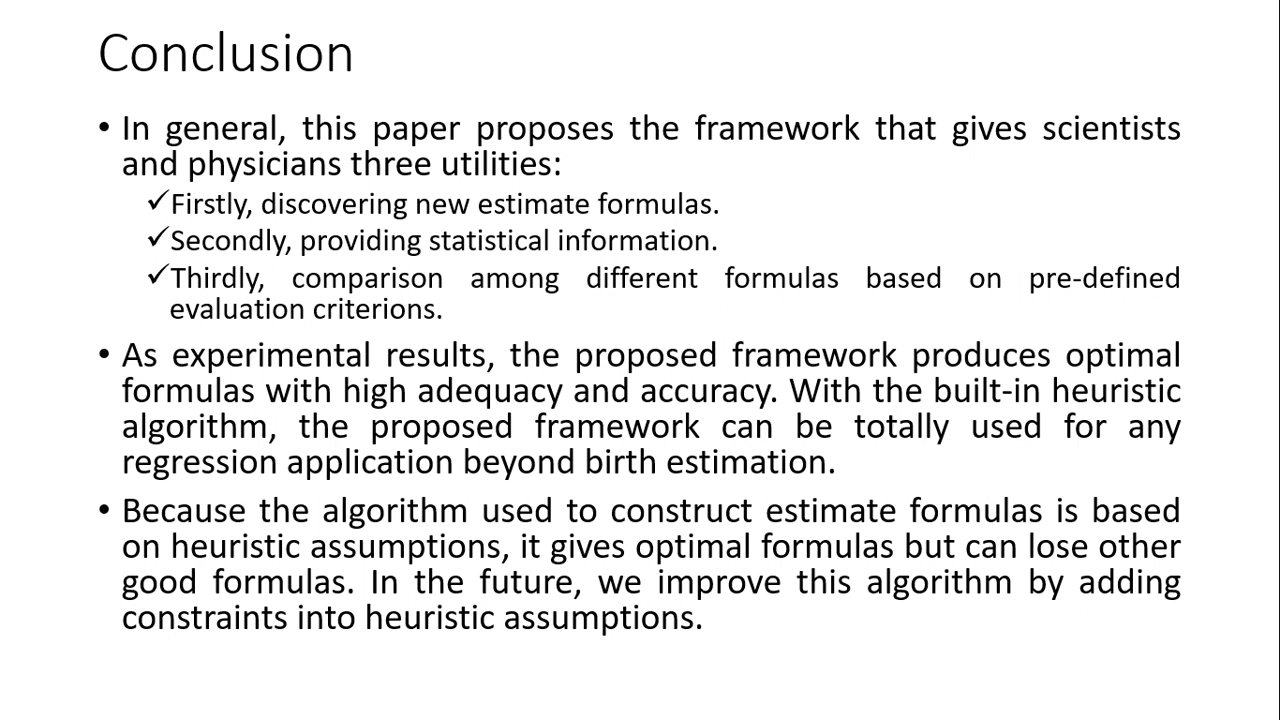 Conclusion
• In general, this paper proposes the framework that gives scientists
and physicians three utilities:
✓Firstly, discovering new estimate formulas.
✓Secondly, providing statistical information.
✓Thirdly, comparison among different formulas based on pre-defined
evaluation criterions.
• As experimental results, the proposed framework produces optimal
formulas with high adequacy and accuracy. With the built-in heuristic
algorithm, the proposed framework can be totally used for any
regression application beyond birth estimation.
• Because the algorithm used to construct estimate formulas is based
on heuristic assumptions, it gives optimal formulas but can lose other
good formulas. In the future, we improve this algorithm by adding
constraints into heuristic assumptions.